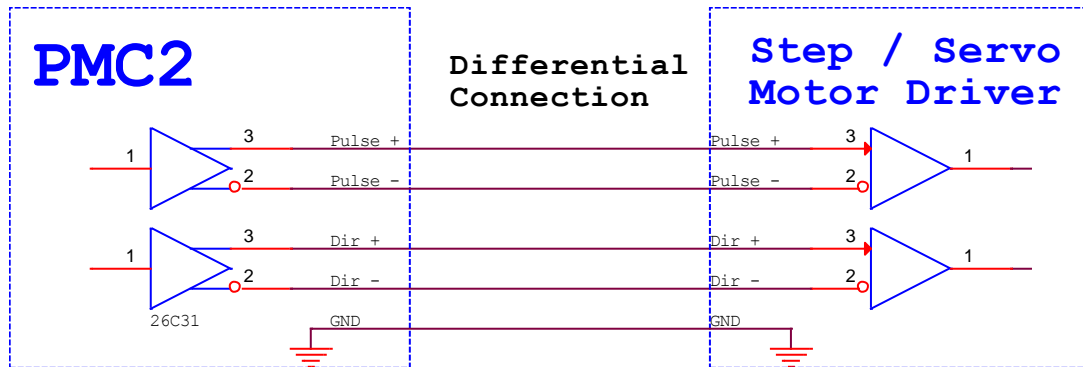 PMC2
Differential
Connection
Step / Servo
Motor Driver
3
Pulse +
Pulse +
3
1
1
2
Pulse -
Pulse -
2
3
Dir +
Dir +
3
1
1
2
Dir -
Dir -
2
26C31
GND
GND